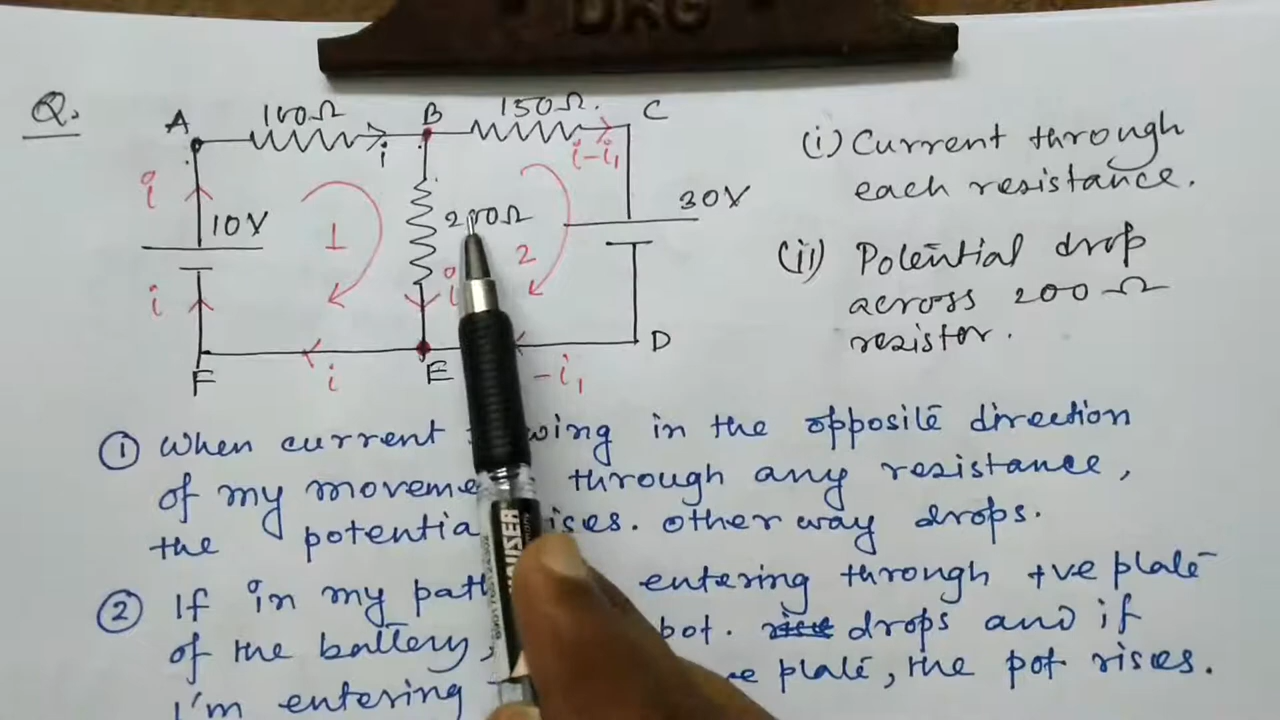 DRG
Q.
A 100Ω B 150Ω. C
i i-i₁
i 10V 1 200Ω 2 30V
i i
F i E -i₁ D
(i) Current through
each resistance.
(ii) Potential drop
across 200Ω
resistor.
① When current wing in the opposite direction
of my moveme through any resistance,
the potential ises. other way drops.
② If in my path entering through +ve plate
of the battery, pot. drops and if
I'm entering ve plate, the pot rises.